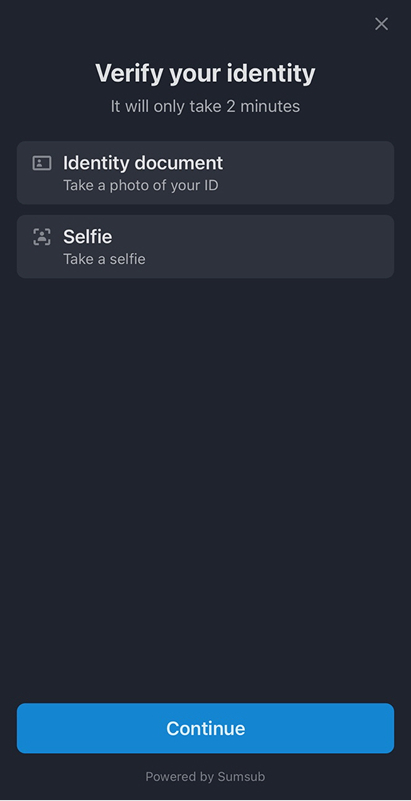 Verify your identity
It will only take 2 minutes
Identity document
Take a photo of your ID
Selfie
Take a selfie
Continue
Powered by Sumsub